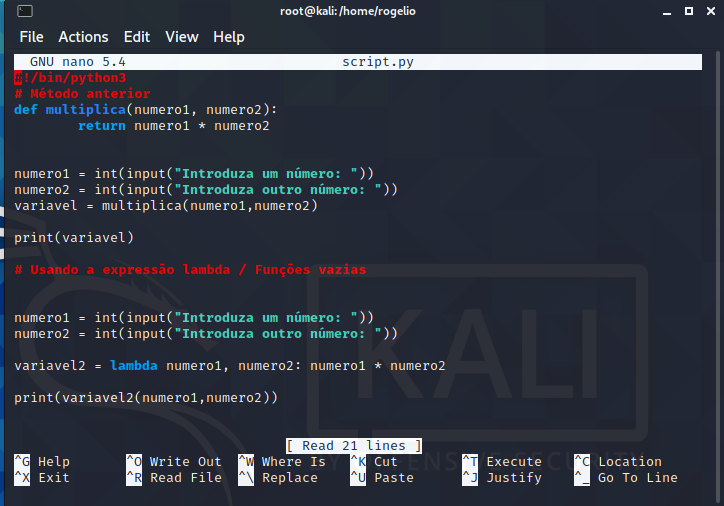 root@kali: /home/rogelio
File Actions Edit View Help
GNU nano 5.4 script.py
#!/bin/python3
# Método anterior
def multiplica(numero1, numero2):
return numero1 * numero2
numero1 = int(input("Introduza um número: "))
numero2 = int(input("Introduza outro número: "))
variavel = multiplica(numero1,numero2)
print(variavel)
# Usando a expressão lambda / Funções vazias
numero1 = int(input("Introduza um número: "))
numero2 = int(input("Introduza outro número: "))
variavel2 = lambda numero1, numero2: numero1 * numero2
print(variavel2(numero1,numero2))
KALI
[ Read 21 lines ]
^G Help ^O Write Out ^W Where Is ^K Cut ^T Execute ^C Location
^X Exit ^R Read File ^\ Replace ^U Paste ^J Justify ^_ Go To Line